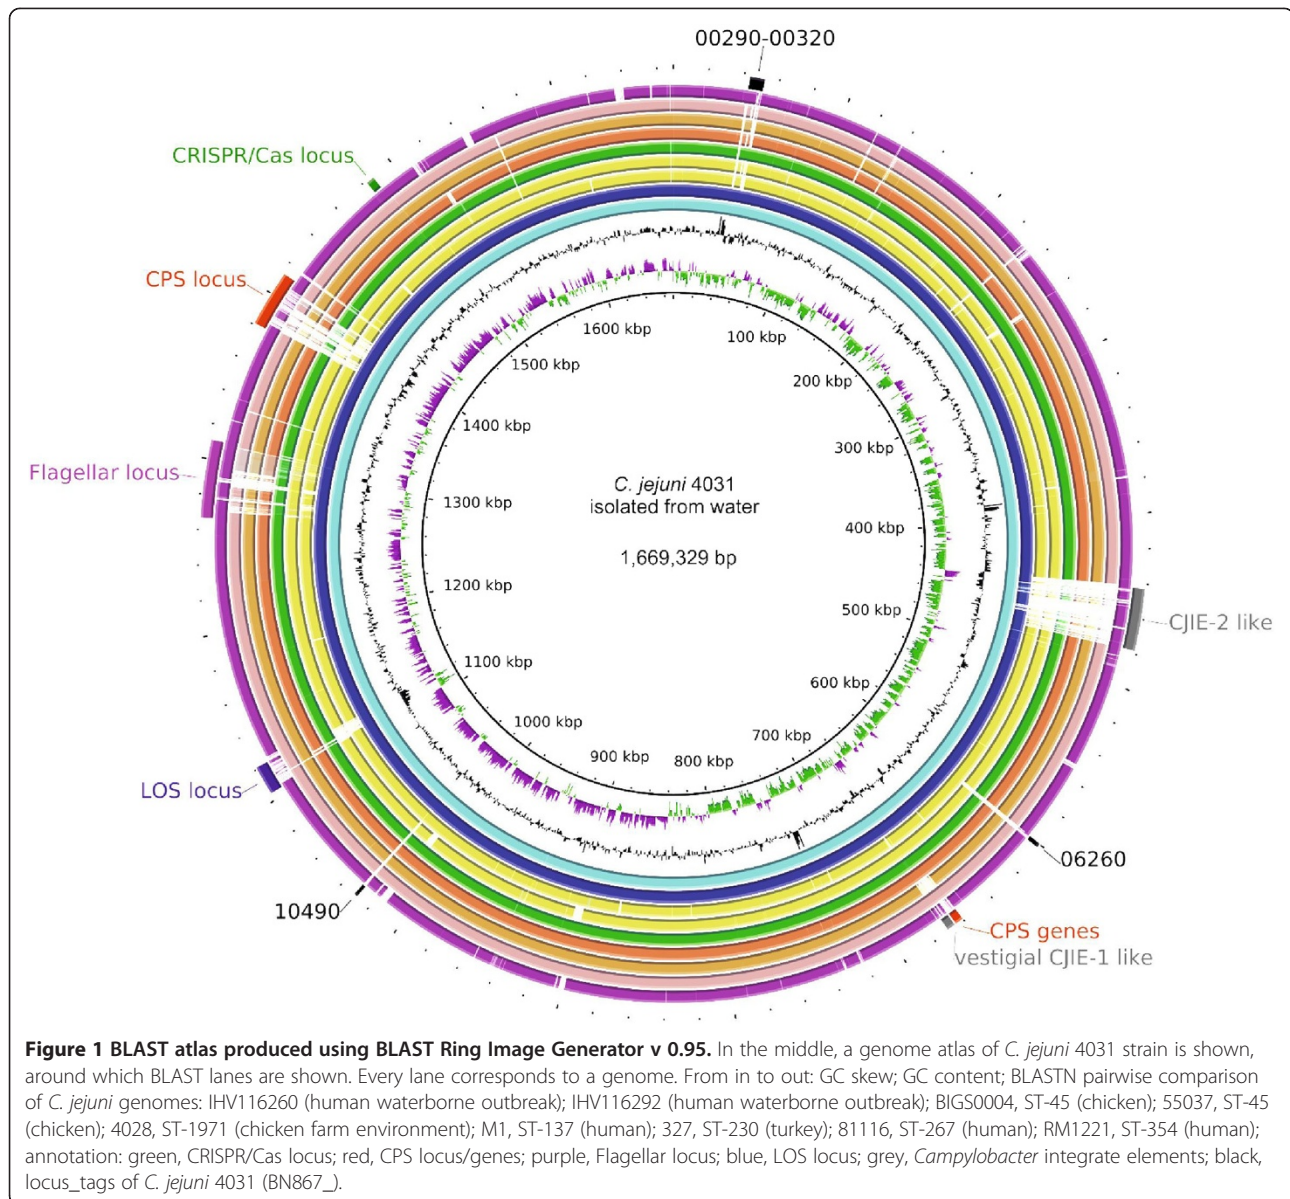 00290-00320
CRISPR/Cas locus
CPS locus
Flagellar locus
LOS locus
10490
CJIE-2 like
06260
CPS genes
vestigial CJIE-1 like
100 kbp
200 kbp
300 kbp
400 kbp
500 kbp
600 kbp
700 kbp
800 kbp
900 kbp
1000 kbp
1100 kbp
1200 kbp
1300 kbp
1400 kbp
1500 kbp
1600 kbp
C. jejuni 4031
isolated from water
1,669,329 bp
Figure 1 BLAST atlas produced using BLAST Ring Image Generator v 0.95. In the middle, a genome atlas of C. jejuni 4031 strain is shown,
around which BLAST lanes are shown. Every lane corresponds to a genome. From in to out: GC skew; GC content; BLASTN pairwise comparison
of C. jejuni genomes: IHV116260 (human waterborne outbreak); IHV116292 (human waterborne outbreak); BIGS0004, ST-45 (chicken); 55037, ST-45
(chicken); 4028, ST-1971 (chicken farm environment); M1, ST-137 (human); 327, ST-230 (turkey); 81116, ST-267 (human); RM1221, ST-354 (human);
annotation: green, CRISPR/Cas locus; red, CPS locus/genes; purple, Flagellar locus; blue, LOS locus; grey, Campylobacter integrate elements; black,
locus_tags of C. jejuni 4031 (BN867_).